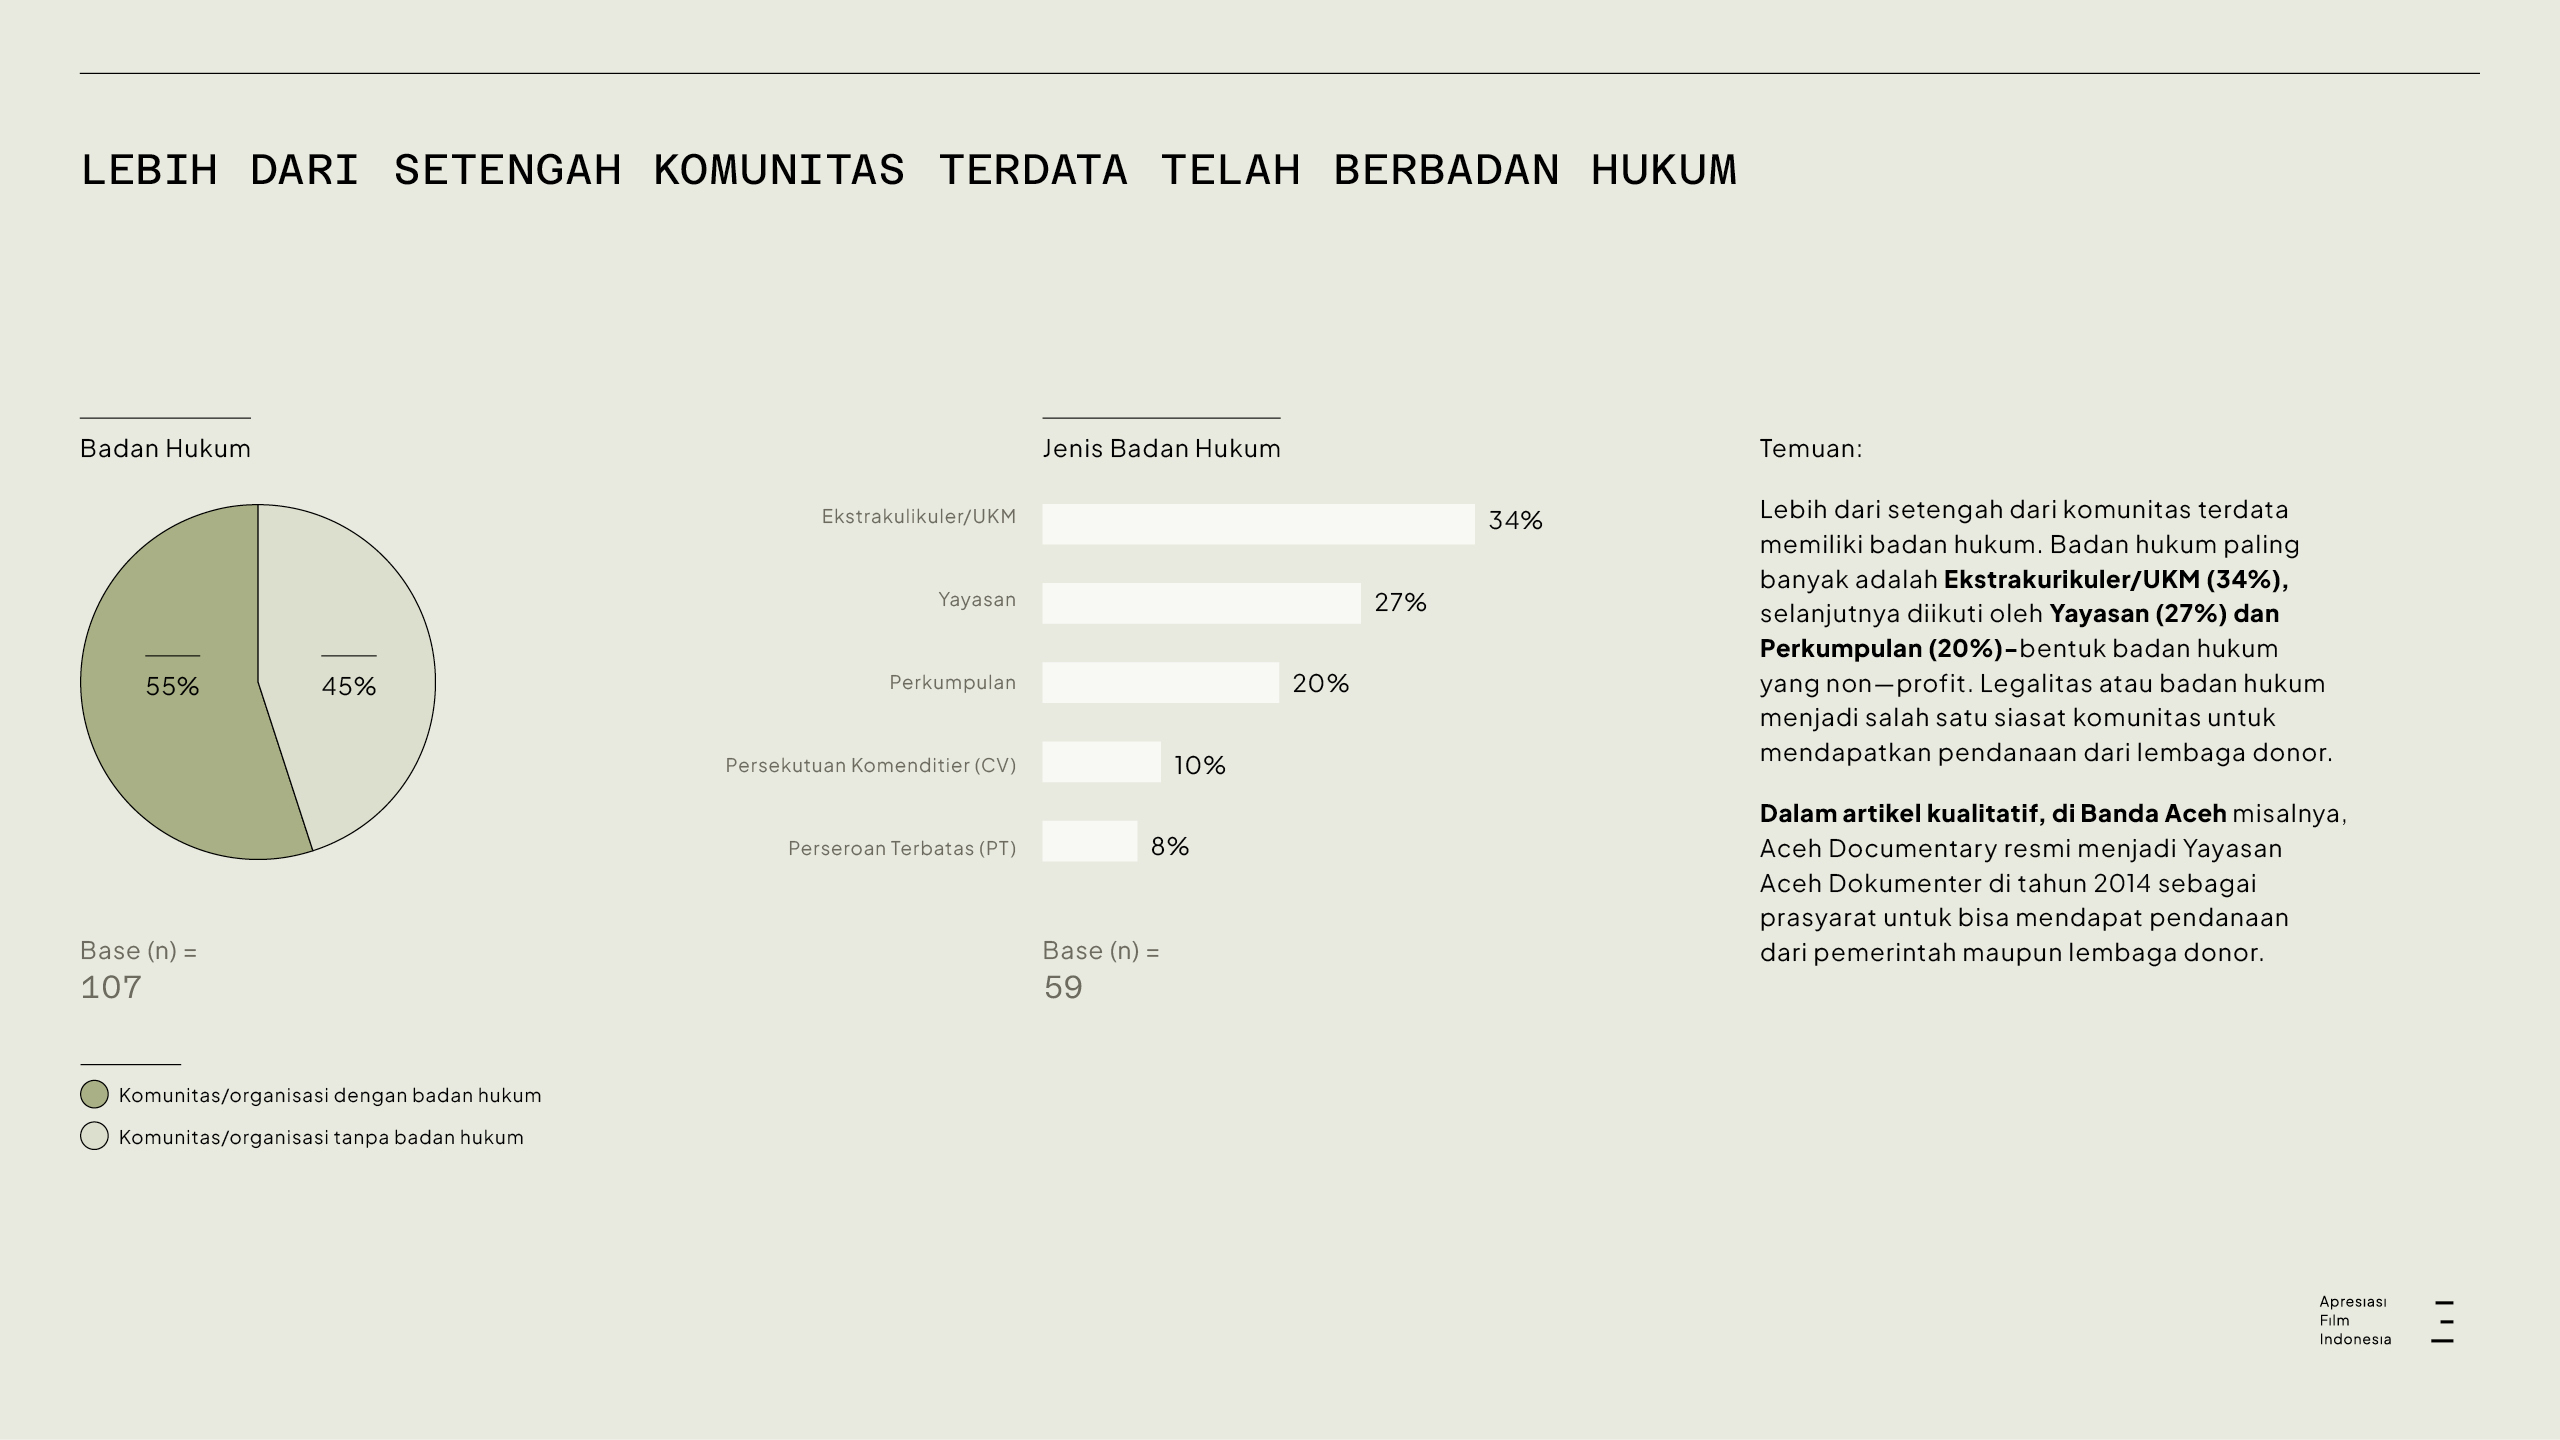 LEBIH DARI SETENGAH KOMUNITAS TERDATA TELAH BERBADAN HUKUM
Badan Hukum
55%
45%
Base (n) =
107
Komunitas/organisasi dengan badan hukum
Komunitas/organisasi tanpa badan hukum
Jenis Badan Hukum
Ekstrakulikuler/UKM 34%
Yayasan 27%
Perkumpulan 20%
Persekutuan Komenditier (CV) 10%
Perseroan Terbatas (PT) 8%
Base (n) =
59
Temuan:
Lebih dari setengah dari komunitas terdata
memiliki badan hukum. Badan hukum paling
banyak adalah Ekstrakurikuler/UKM (34%),
selanjutnya diikuti oleh Yayasan (27%) dan
Perkumpulan (20%)–bentuk badan hukum
yang non—profit. Legalitas atau badan hukum
menjadi salah satu siasat komunitas untuk
mendapatkan pendanaan dari lembaga donor.
Dalam artikel kualitatif, di Banda Aceh misalnya,
Aceh Documentary resmi menjadi Yayasan
Aceh Dokumenter di tahun 2014 sebagai
prasyarat untuk bisa mendapat pendanaan
dari pemerintah maupun lembaga donor.
Apresiasi
Film
Indonesia